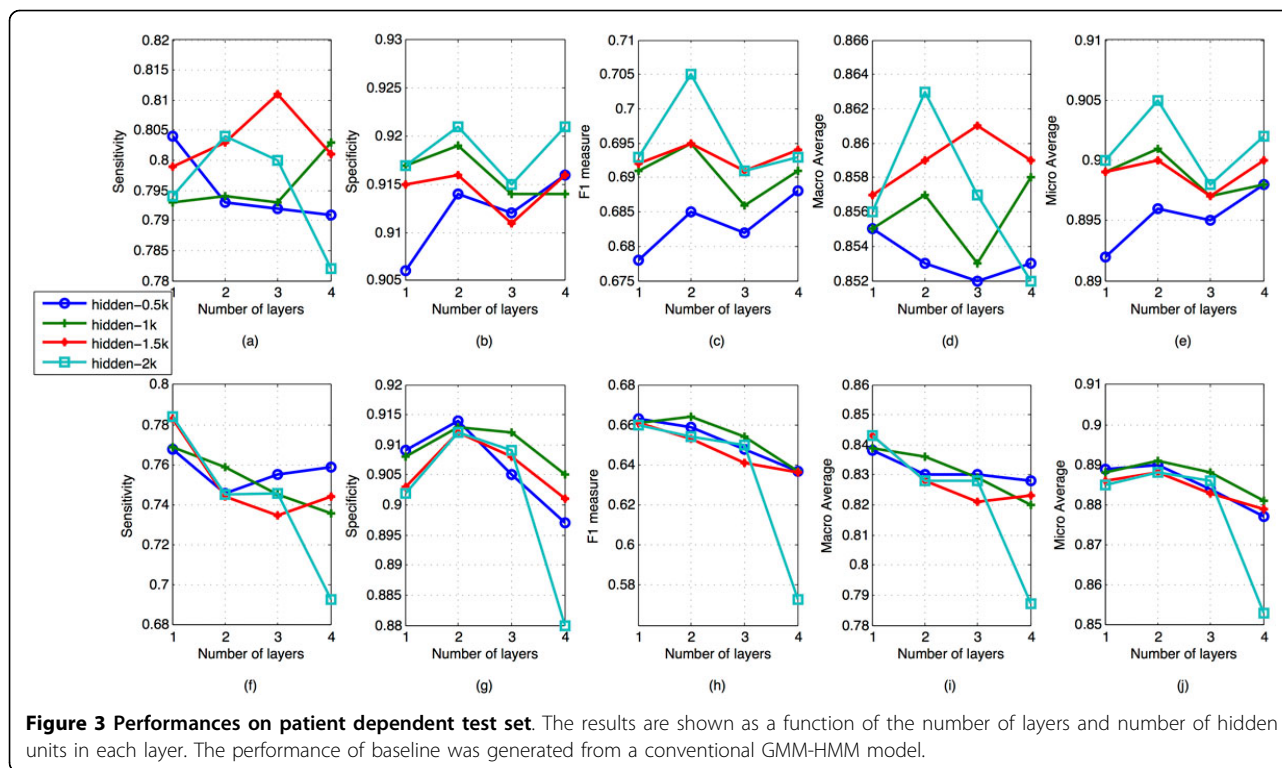 0.82
0.815
0.81
0.805
0.8
0.795
0.79
0.785
0.78
Sensitivity
1 2 3 4
Number of layers
(a)
0.93
0.925
0.92
0.915
0.91
0.905
Specificity
1 2 3 4
Number of layers
(b)
0.71
0.705
0.7
0.695
0.69
0.685
0.68
0.675
F1 measure
1 2 3 4
Number of layers
(c)
0.866
0.864
0.862
0.86
0.858
0.856
0.854
0.852
Macro Average
1 2 3 4
Number of layers
(d)
0.91
0.905
0.9
0.895
0.89
Micro Average
1 2 3 4
Number of layers
(e)
hidden-0.5k
hidden-1k
hidden-1.5k
hidden-2k
0.8
0.78
0.76
0.74
0.72
0.7
0.68
Sensitivity
1 2 3 4
Number of layers
(f)
0.92
0.915
0.91
0.905
0.9
0.895
0.89
0.885
0.88
Specificity
1 2 3 4
Number of layers
(g)
0.68
0.66
0.64
0.62
0.6
0.58
F1 measure
1 2 3 4
Number of layers
(h)
0.86
0.85
0.84
0.83
0.82
0.81
0.8
0.79
0.78
Macro Average
1 2 3 4
Number of layers
(i)
0.91
0.9
0.89
0.88
0.87
0.86
0.85
Micro Average
1 2 3 4
Number of layers
(j)
Figure 3 Performances on patient dependent test set. The results are shown as a function of the number of layers and number of hidden
units in each layer. The performance of baseline was generated from a conventional GMM-HMM model.